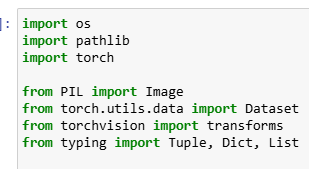 ]: import os
import pathlib
import torch
from PIL import Image
from torch.utils.data import Dataset
from torchvision import transforms
from typing import Tuple, Dict, List